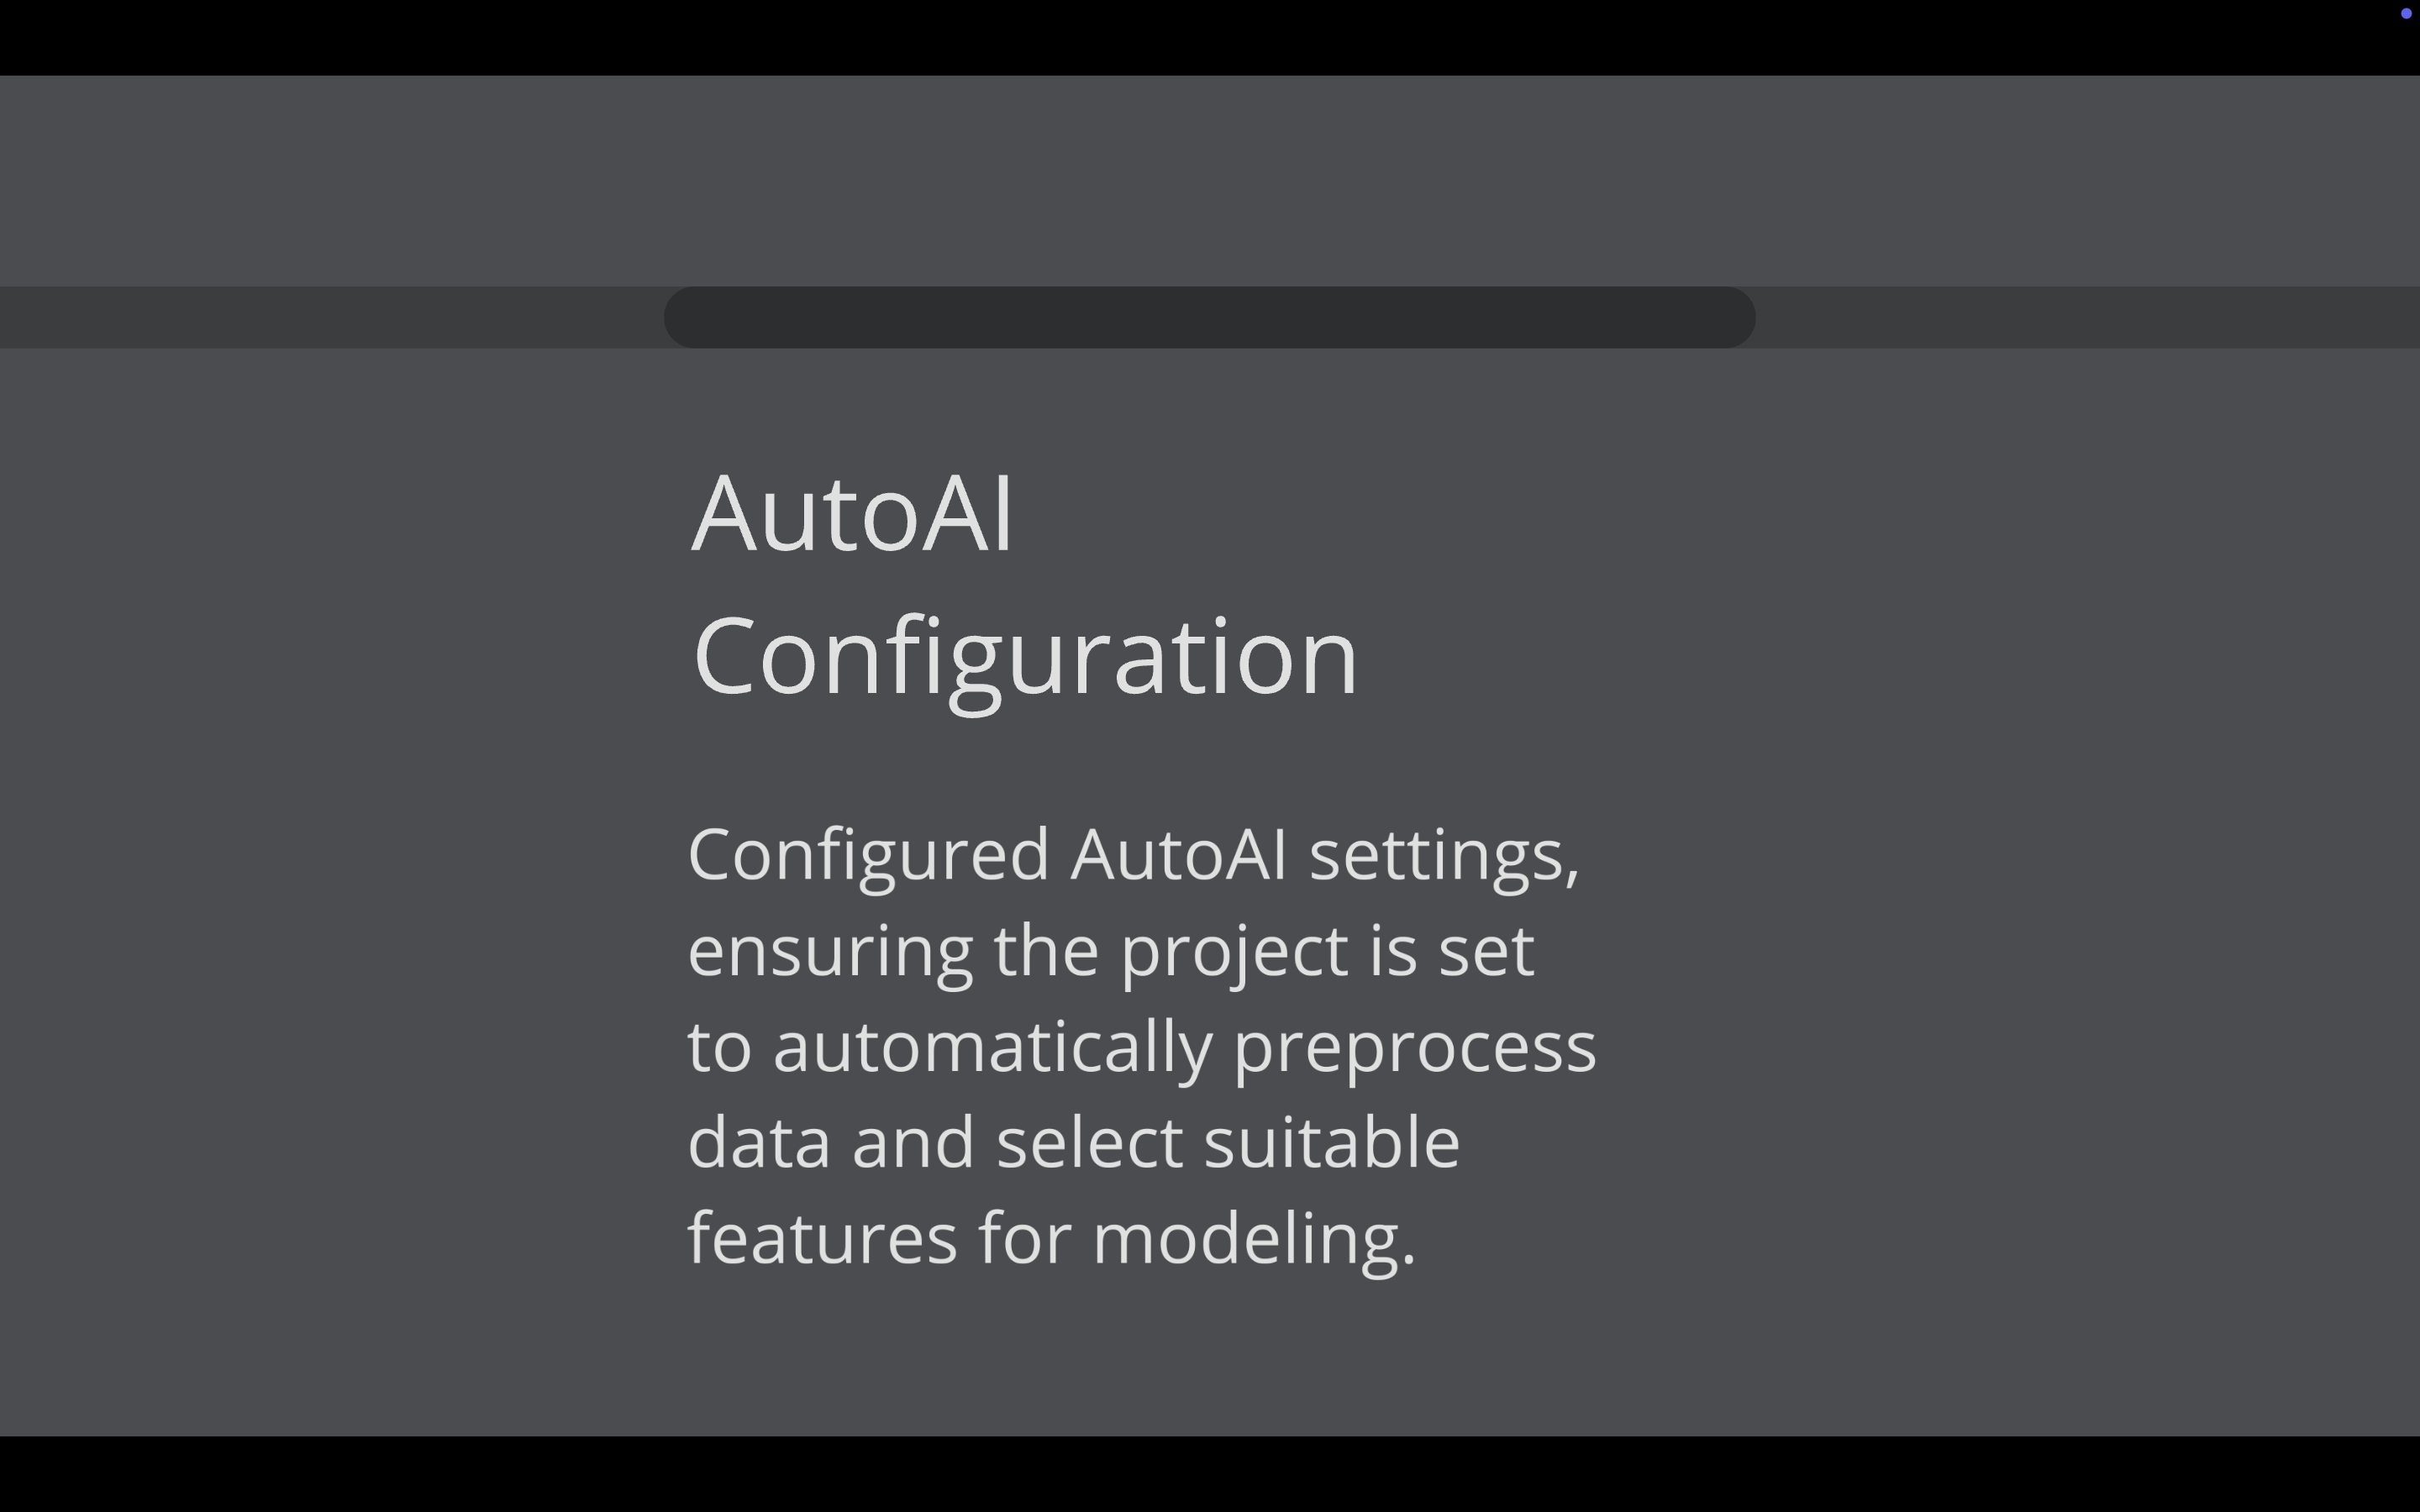 AutoAI
Configuration
Configured AutoAI settings,
ensuring the project is set
to automatically preprocess
data and select suitable
features for modeling.